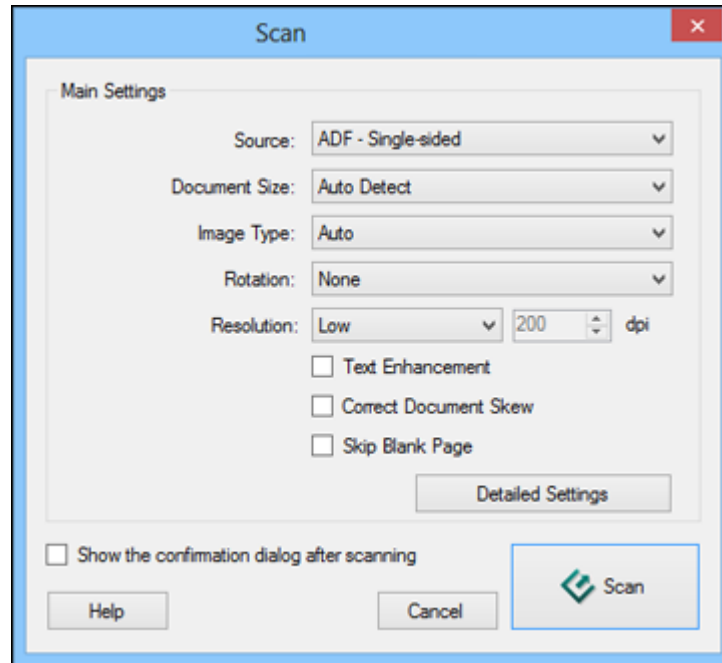 Scan
Main Settings
Source: ADF - Single-sided
Document Size: Auto Detect
Image Type: Auto
Rotation: None
Resolution: Low 200 dpi
Text Enhancement
Correct Document Skew
Skip Blank Page
Detailed Settings
Show the confirmation dialog after scanning
Scan
Help Cancel